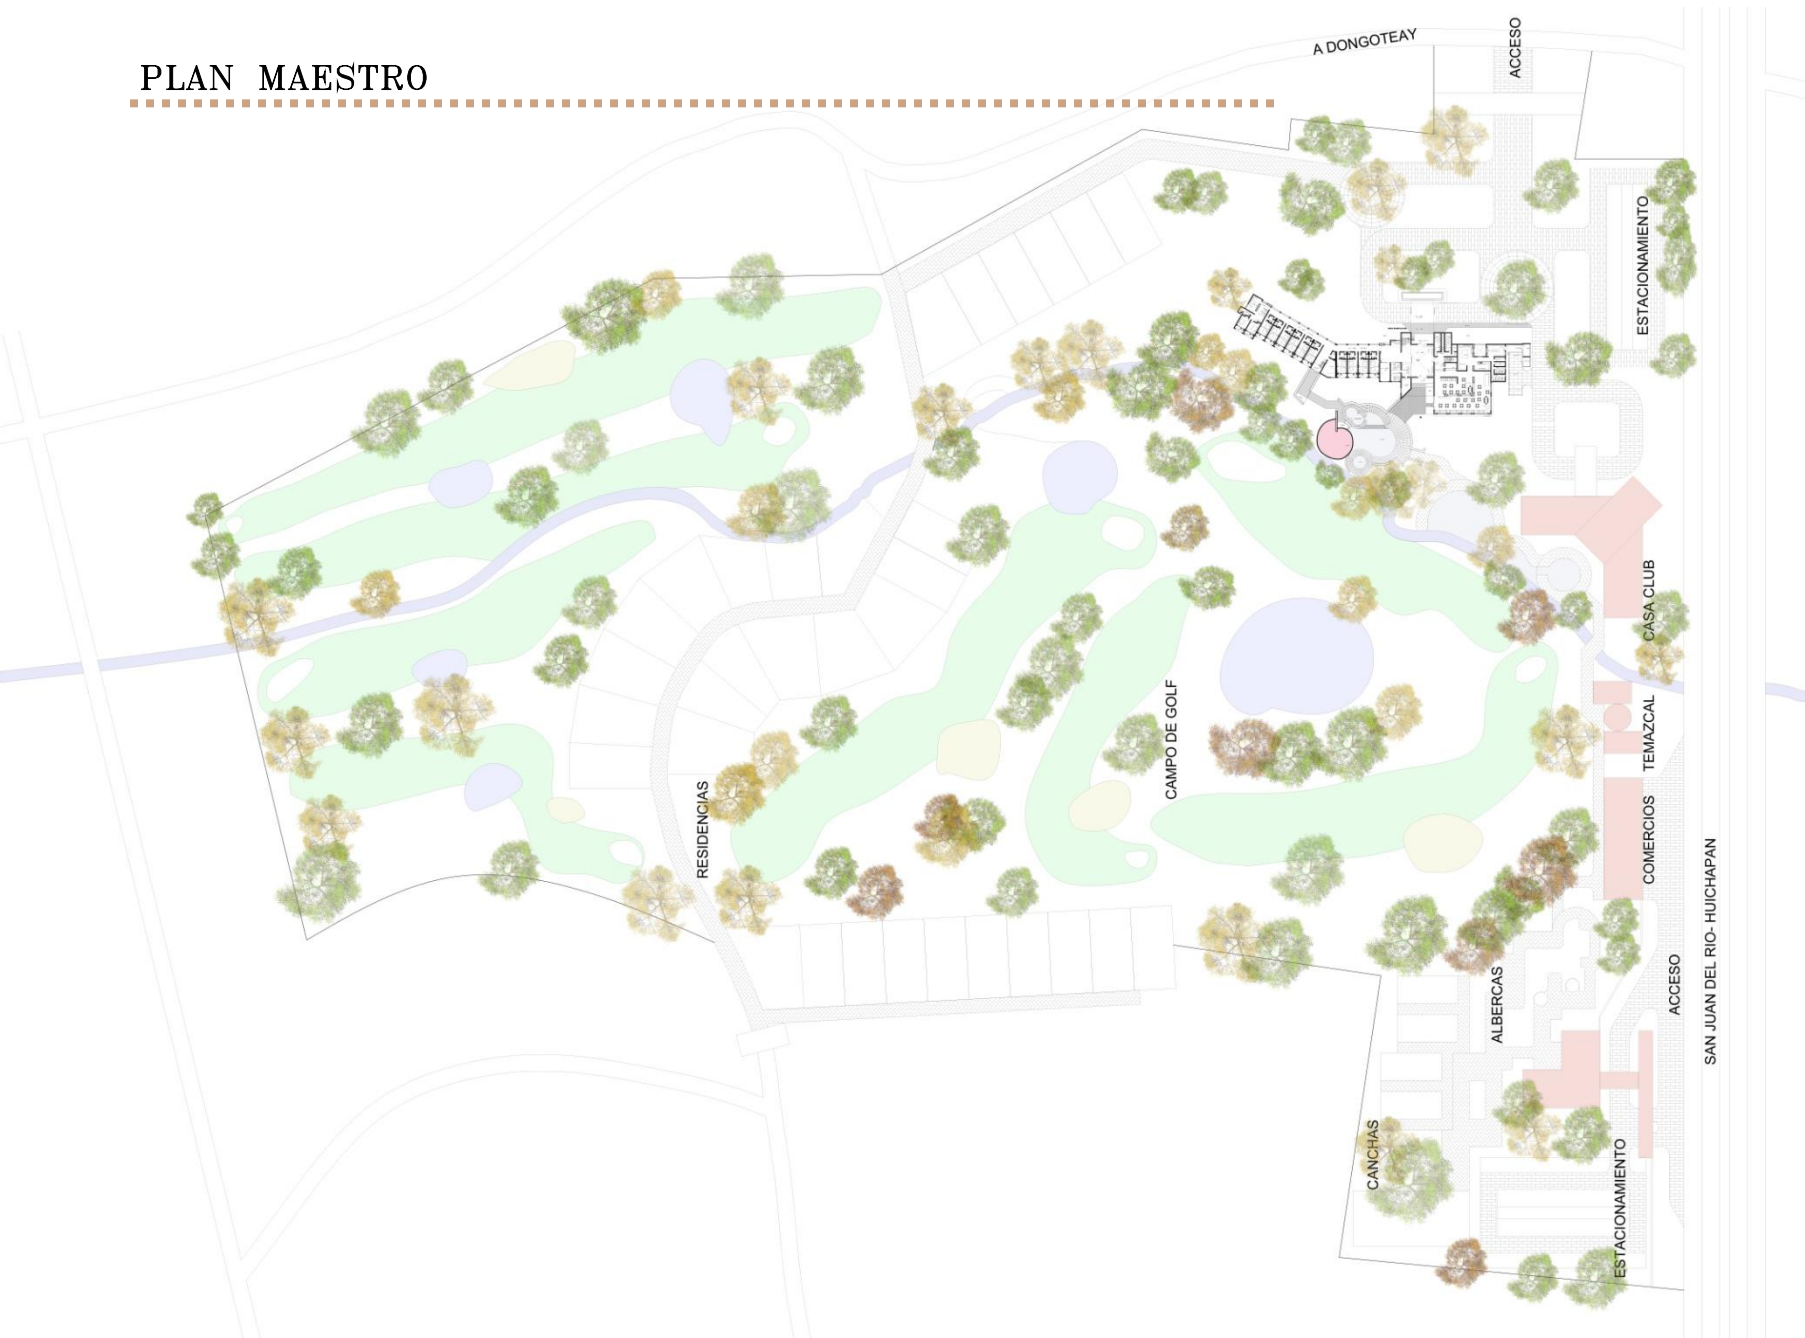 PLAN MAESTRO
A DONGOTEAY
ACCESO
ESTACIONAMIENTO
CASA CLUB
TEMAZCAL
CAMPO DE GOLF
RESIDENCIAS
COMERCIOS
SAN JUAN DEL RIO- HUICHAPAN
ACCESO
ALBERCAS
CANCHAS
ESTACIONAMIENTO